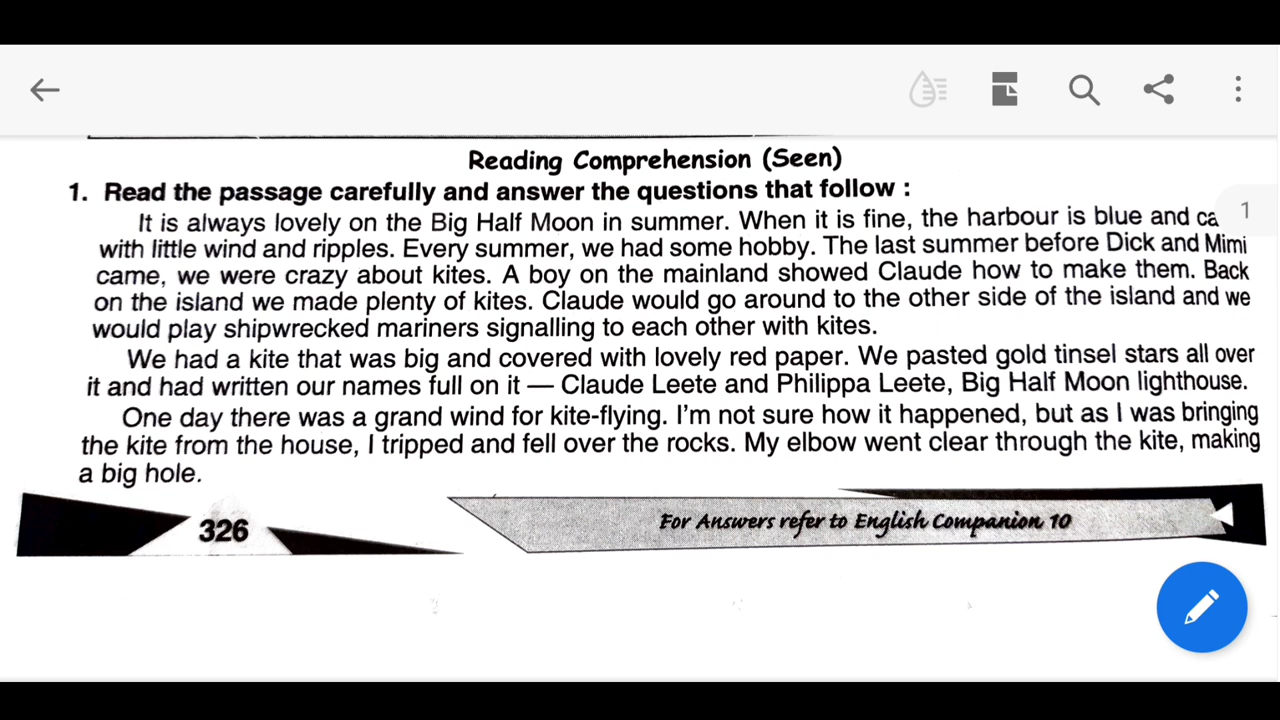 Reading Comprehension (Seen)
1. Read the passage carefully and answer the questions that follow :
It is always lovely on the Big Half Moon in summer. When it is fine, the harbour is blue and
1
with little wind and ripples. Every summer, we had some hobby. The last summer before Dick and Mimi
came, we were crazy about kites. A boy on the mainland showed Claude how to make them. Back
on the island we made plenty of kites. Claude would go around to the other side of the island and we
would play shipwrecked mariners signalling to each other with kites.
We had a kite that was big and covered with lovely red paper. We pasted gold tinsel stars all over
it and had written our names full on it — Claude Leete and Philippa Leete, Big Half Moon lighthouse.
One day there was a grand wind for kite-flying. I'm not sure how it happened, but as I was bringing
the kite from the house, I tripped and fell over the rocks. My elbow went clear through the kite, making
a big hole.
326
For Answers refer to English Companion 10